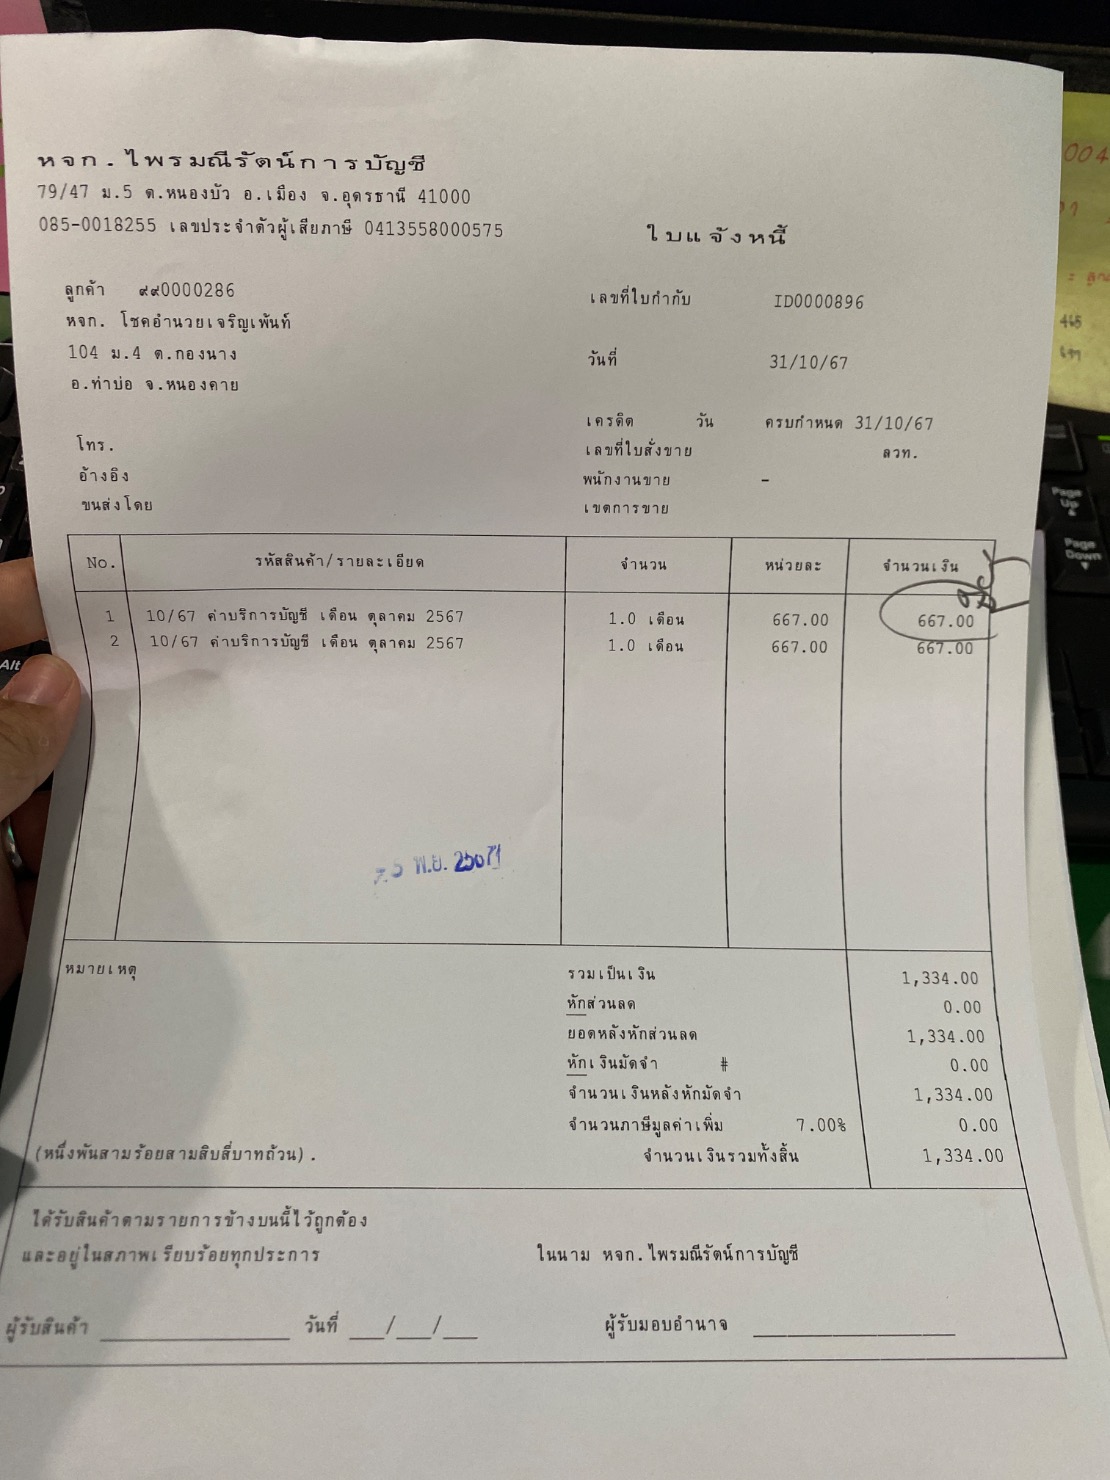 หจก.ไพรมณีรัตน์การบัญชี
79/47 ม.5 ต.หนองบัว อ.เมือง จ.อุดรธานี 41000
085-0018255 เลขประจำตัวผู้เสียภาษี 0413558000575
ใบแจ้งหนี้
ลูกค้า ๙๙0000286
หจก. โชคอำนวยเจริญเพ้นท์
104 ม.4 ต.กองนาง
อ.ท่าบ่อ จ.หนองคาย
เลขที่ใบกำกับ ID0000896
วันที่ 31/10/67
เครดิต วัน ครบกำหนด 31/10/67
เลขที่ใบสั่งขาย ลวท.
พนักงานขาย -
เขตการขาย
โทร.
อ้างอิง
ขนส่งโดย
No. รหัสสินค้า/รายละเอียด จำนวน หน่วยละ จำนวนเงิน
1 10/67 ค่าบริการบัญชี เดือน ตุลาคม 2567 1.0 เดือน 667.00 667.00
2 10/67 ค่าบริการบัญชี เดือน ตุลาคม 2567 1.0 เดือน 667.00 667.00
พ.ย. 2567
หมายเหตุ
รวมเป็นเงิน 1,334.00
หักส่วนลด 0.00
ยอดหลังหักส่วนลด 1,334.00
หักเงินมัดจำ # 0.00
จำนวนเงินหลังหักมัดจำ 1,334.00
จำนวนภาษีมูลค่าเพิ่ม 7.00% 0.00
(หนึ่งพันสามร้อยสามสิบสี่บาทถ้วน). จำนวนเงินรวมทั้งสิ้น 1,334.00
ได้รับสินค้าตามรายการข้างบนนี้ไว้ถูกต้อง
และอยู่ในสภาพเรียบร้อยทุกประการ ในนาม หจก.ไพรมณีรัตน์การบัญชี
ผู้รับสินค้า วันที่ __/__/__ ผู้รับมอบอำนาจ
Page Up
Page Down
Alt
004
465